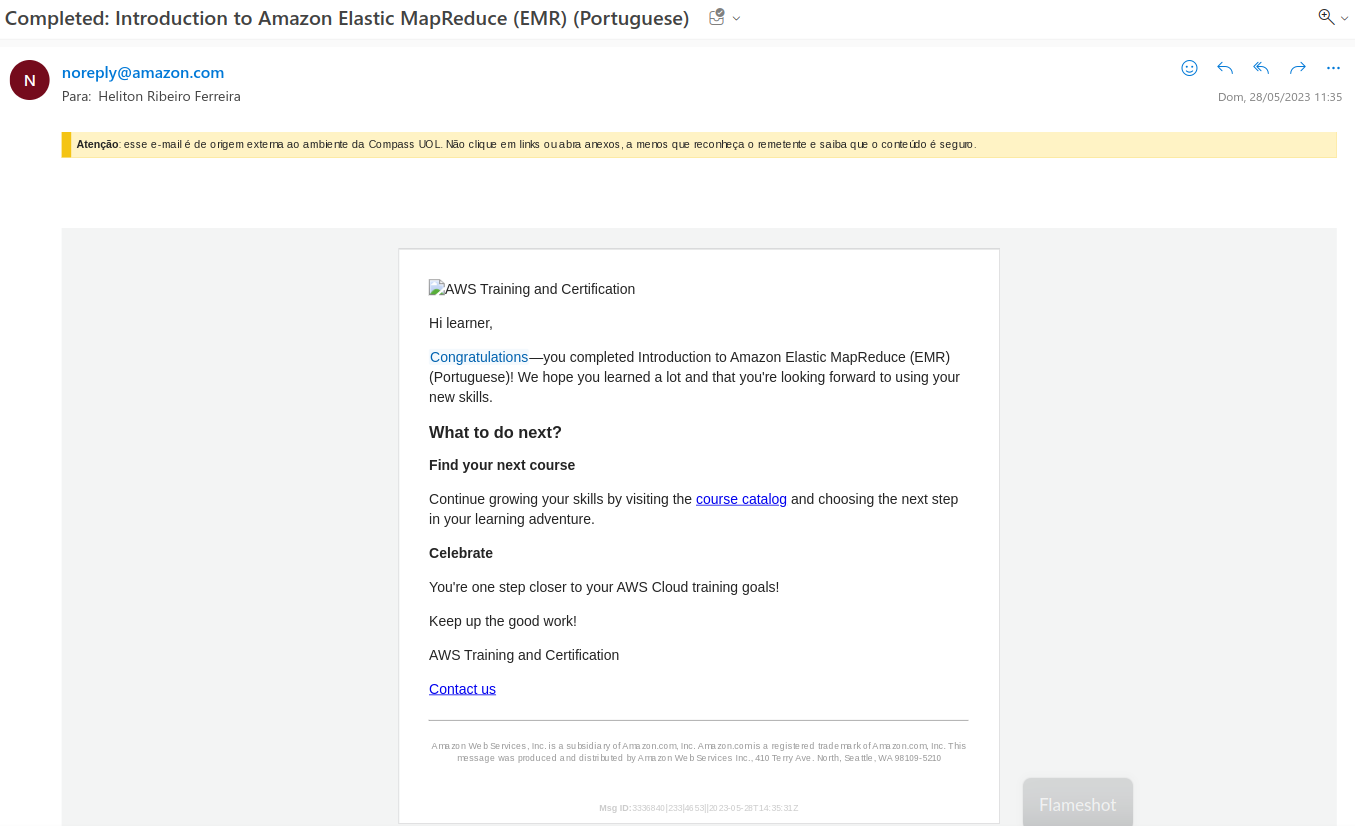 Completed: Introduction to Amazon Elastic MapReduce (EMR) (Portuguese)
N
noreply@amazon.com
Para: Heliton Ribeiro Ferreira
Dom, 28/05/2023 11:35
Atenção: esse e-mail é de origem externa ao ambiente da Compass UOL. Não clique em links ou abra anexos, a menos que reconheça o remetente e saiba que o conteúdo é seguro.
AWS Training and Certification
Hi learner,
Congratulations—you completed Introduction to Amazon Elastic MapReduce (EMR)
(Portuguese)! We hope you learned a lot and that you're looking forward to using your
new skills.
What to do next?
Find your next course
Continue growing your skills by visiting the course catalog and choosing the next step
in your learning adventure.
Celebrate
You're one step closer to your AWS Cloud training goals!
Keep up the good work!
AWS Training and Certification
Contact us
Amazon Web Services, Inc. is a subsidiary of Amazon.com, Inc. Amazon.com is a registered trademark of Amazon.com, Inc. This
message was produced and distributed by Amazon Web Services Inc., 410 Terry Ave. North, Seattle, WA 98109-5210
Msg ID:3336840|233|4653||2023-05-28T14:35:31Z
Flameshot